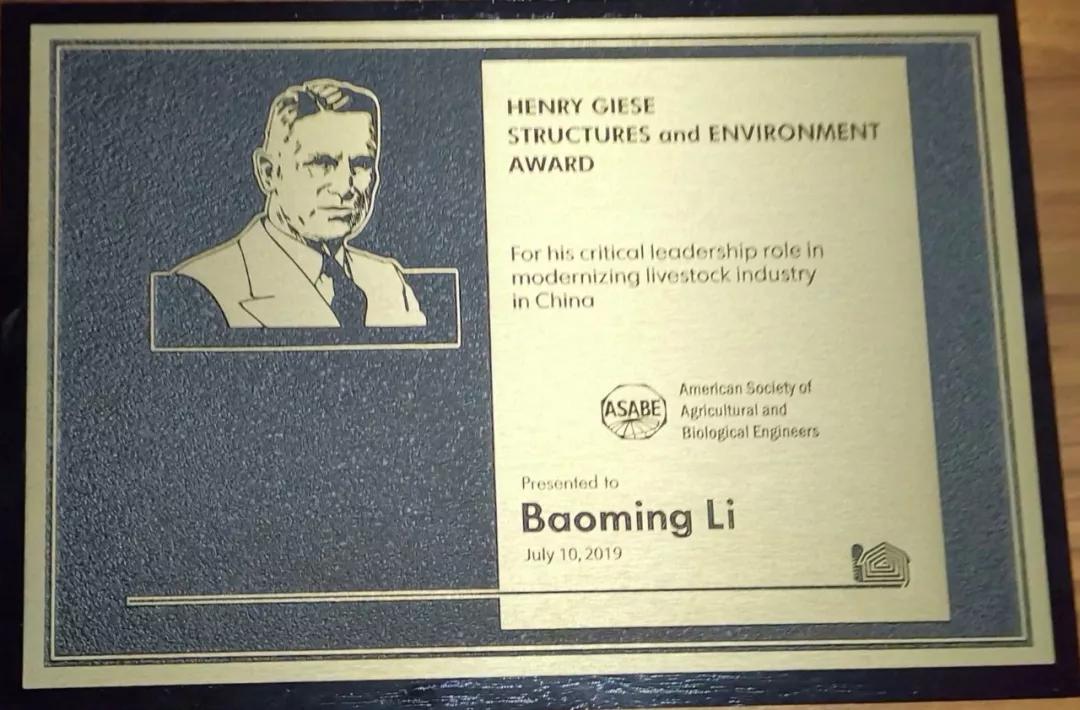 HENRY GIESE
STRUCTURES and ENVIRONMENT
AWARD
For his critical leadership role in
modernizing livestock industry
in China
ASABE
American Society of
Agricultural and
Biological Engineers
Presented to
Baoming Li
July 10, 2019